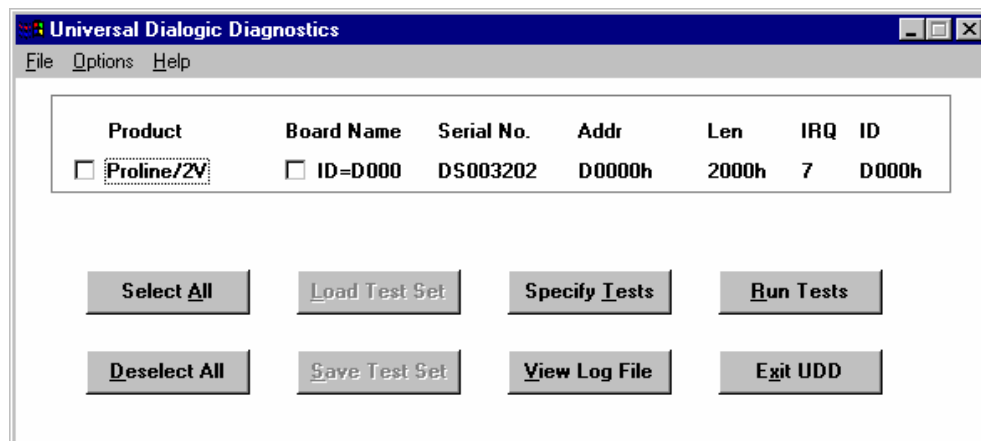 Universal Dialogic Diagnostics
File Options Help
Product Board Name Serial No. Addr Len IRQ ID
Proline/2V ID=D000 DS003202 D0000h 2000h 7 D000h
Select All Load Test Set Specify Tests Run Tests
Deselect All Save Test Set View Log File Exit UDD